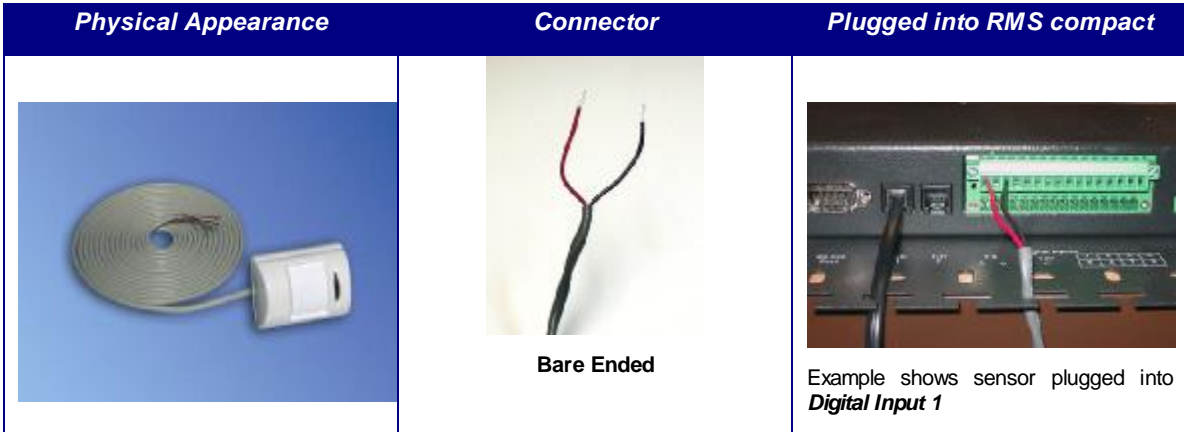 Physical Appearance
Connector
Plugged into RMS compact
Bare Ended
Example shows sensor plugged into
Digital Input 1